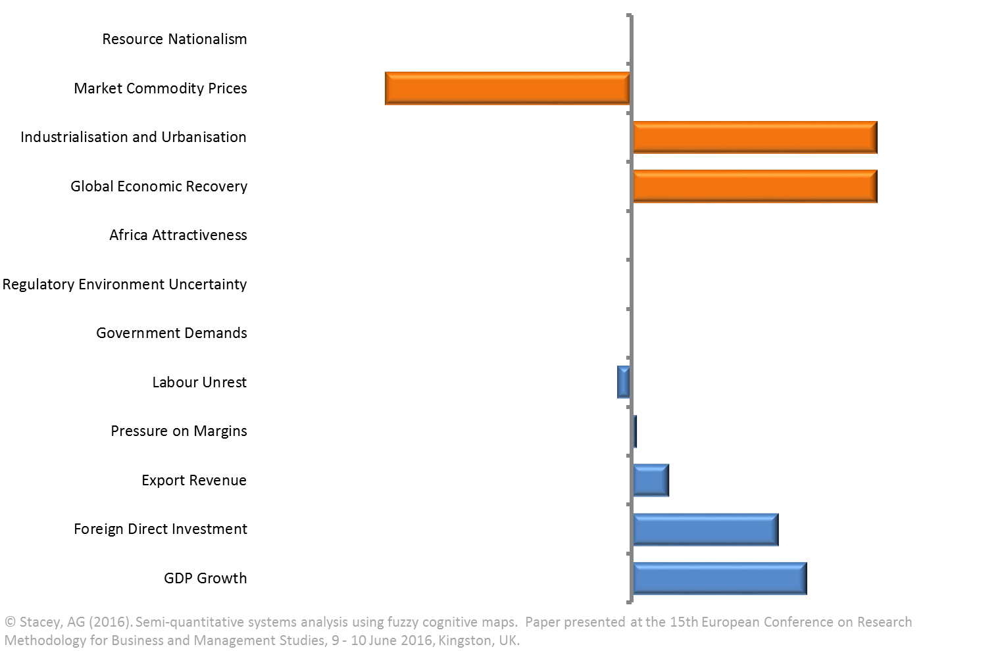 Resource Nationalism
Market Commodity Prices
Industrialisation and Urbanisation
Global Economic Recovery
Africa Attractiveness
Regulatory Environment Uncertainty
Government Demands
Labour Unrest
Pressure on Margins
Export Revenue
Foreign Direct Investment
GDP Growth
© Stacey, AG (2016). Semi-quantitative systems analysis using fuzzy cognitive maps. Paper presented at the 15th European Conference on Research
Methodology for Business and Management Studies, 9 - 10 June 2016, Kingston, UK.